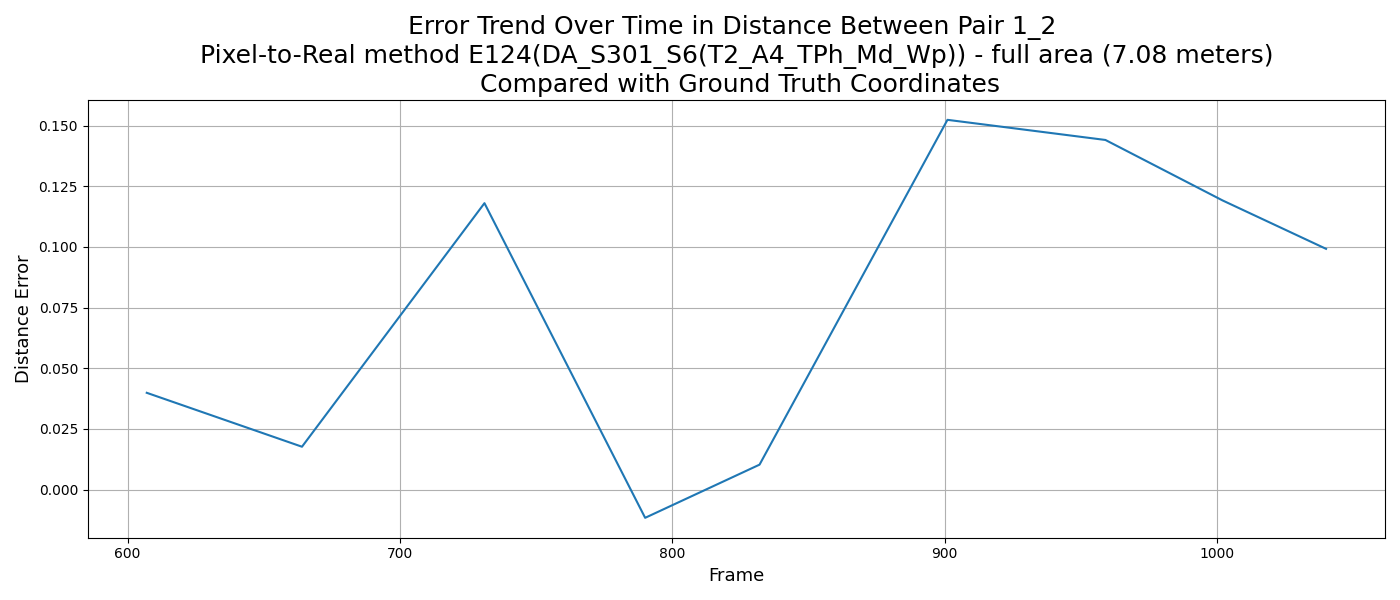 Error Trend Over Time in Distance Between Pair 1_2
Pixel-to-Real method E124(DA_S301_S6(T2_A4_TPh_Md_Wp)) - full area (7.08 meters)
Compared with Ground Truth Coordinates
0.150
0.125
0.100
0.075
0.050
0.025
0.000
Distance Error
600 700 800 900 1000
Frame